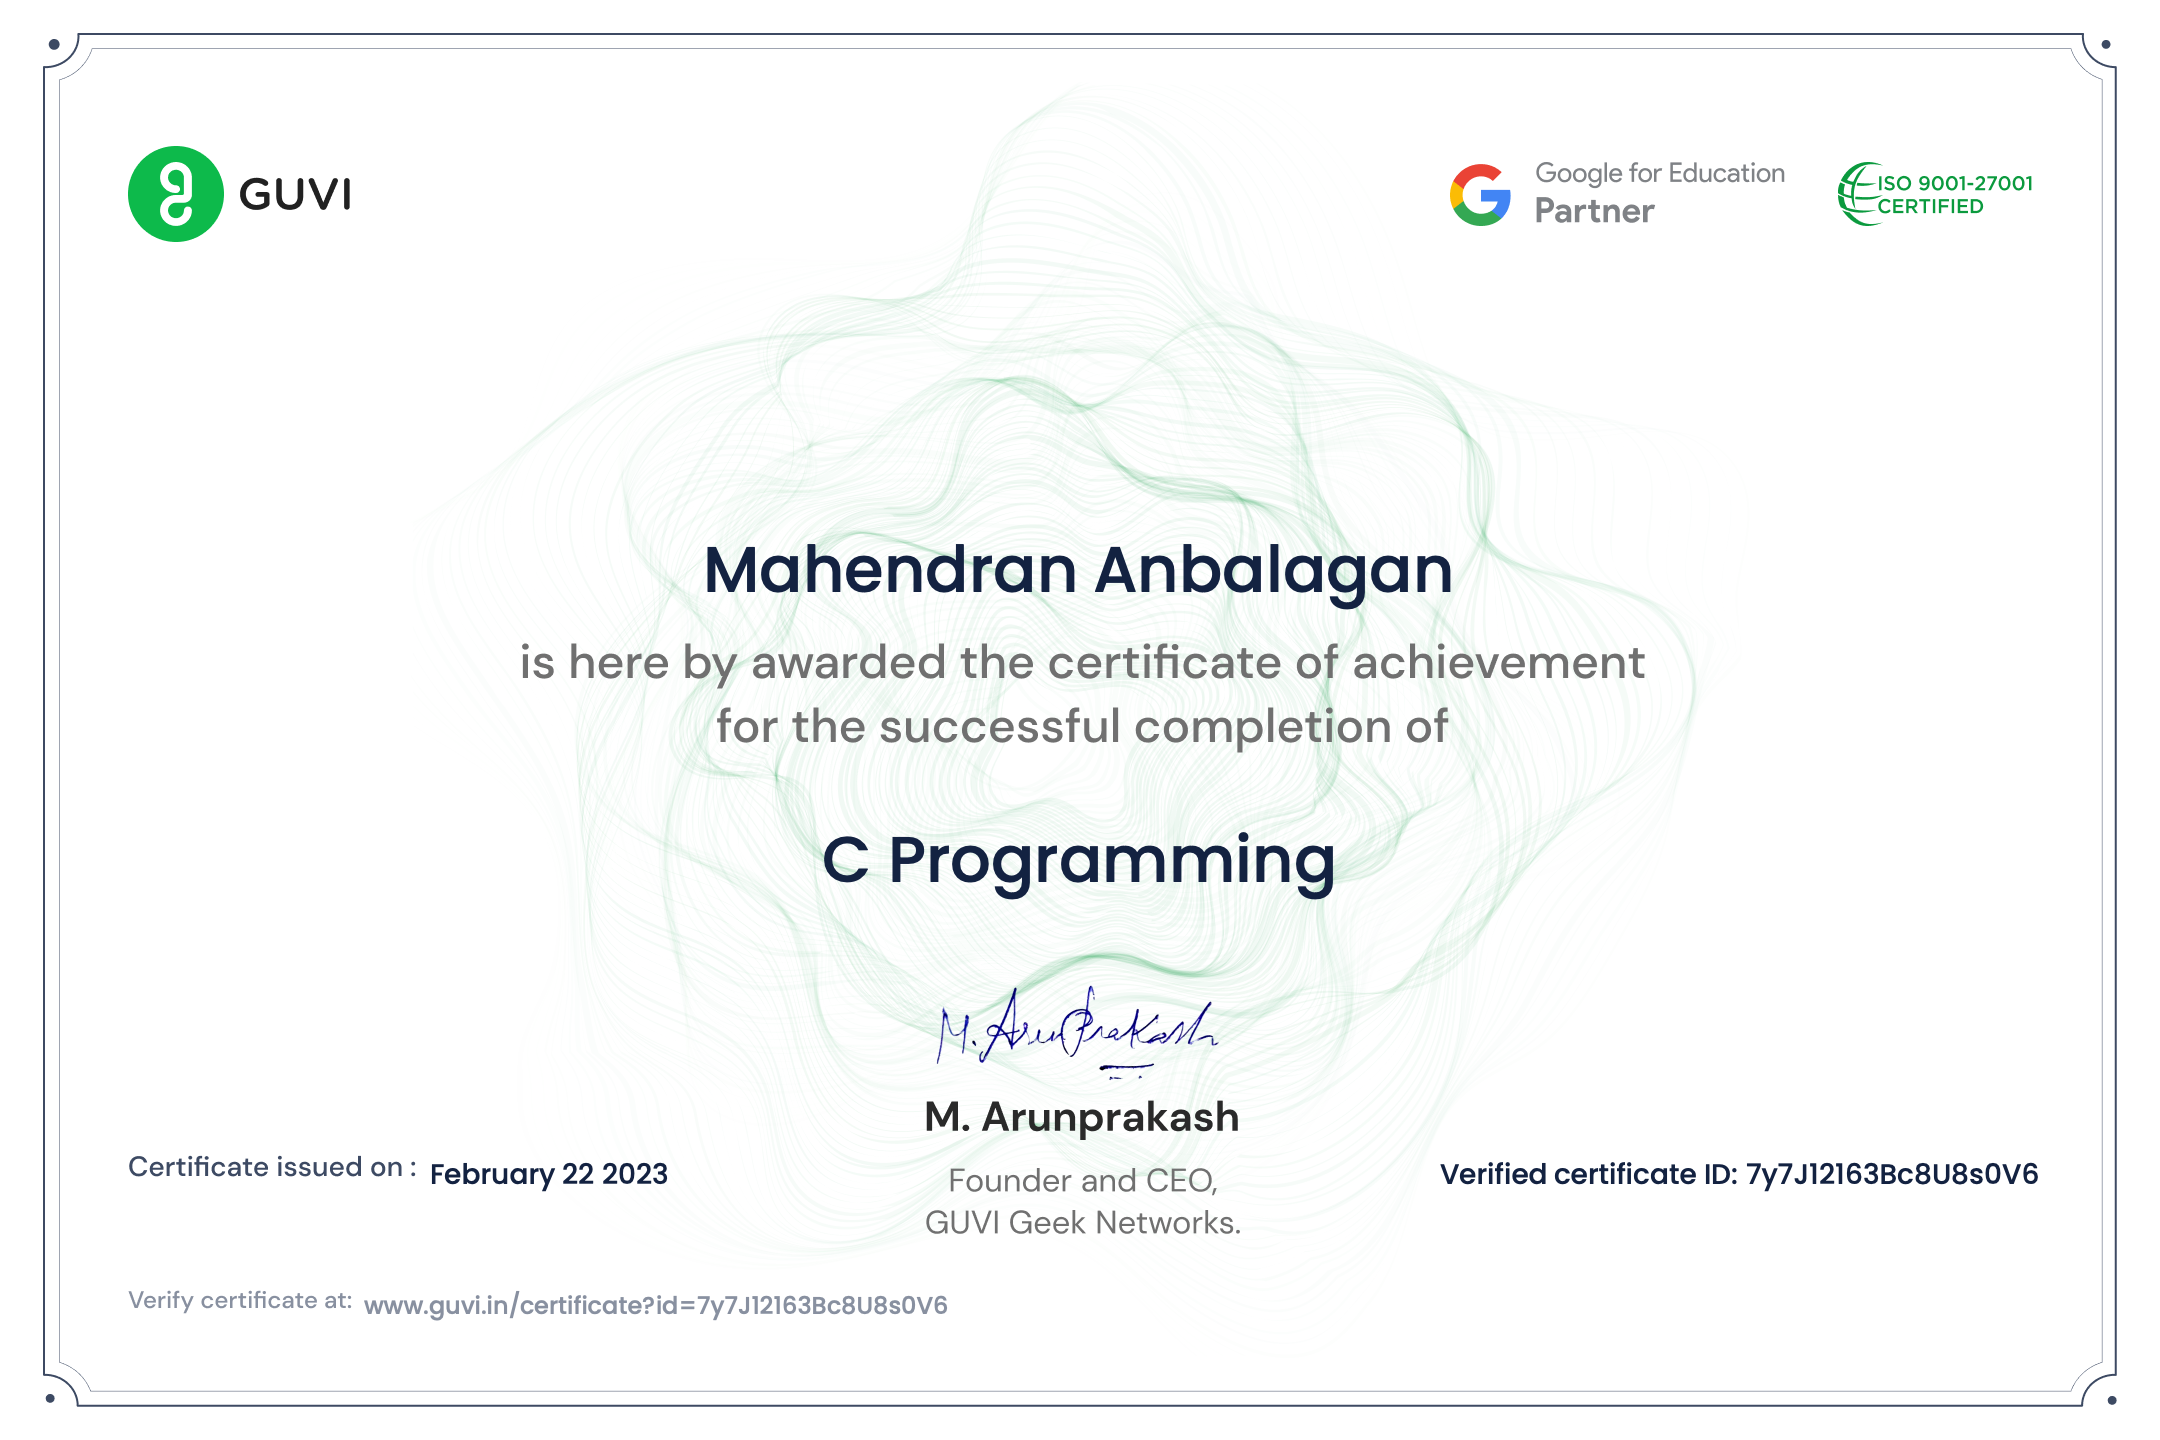 GUVI
Google for Education
Partner
ISO 9001-27001
CERTIFIED
Mahendran Anbalagan
is here by awarded the certificate of achievement
for the successful completion of
C Programming
M. ArunPrakash
M. Arunprakash
Founder and CEO,
GUVI Geek Networks.
Certificate issued on : February 22 2023
Verified certificate ID: 7y7J12163Bc8U8s0V6
Verify certificate at: www.guvi.in/certificate?id=7y7J12163Bc8U8s0V6